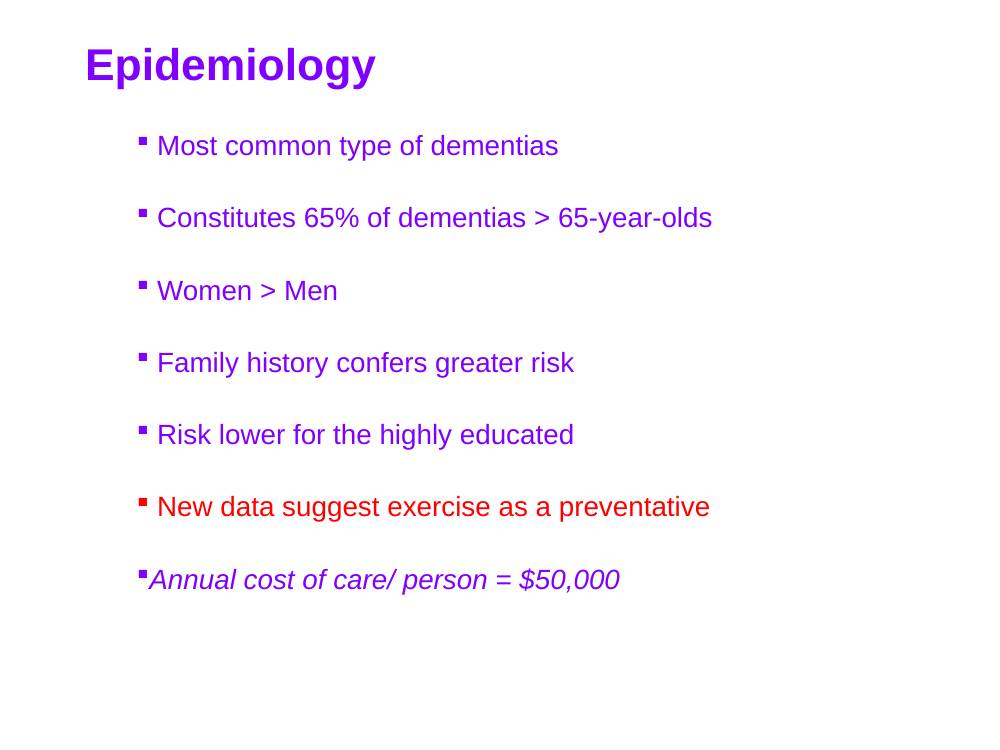 Epidemiology
▪ Most common type of dementias
▪ Constitutes 65% of dementias > 65-year-olds
▪ Women > Men
▪ Family history confers greater risk
▪ Risk lower for the highly educated
▪ New data suggest exercise as a preventative
▪Annual cost of care/ person = $50,000